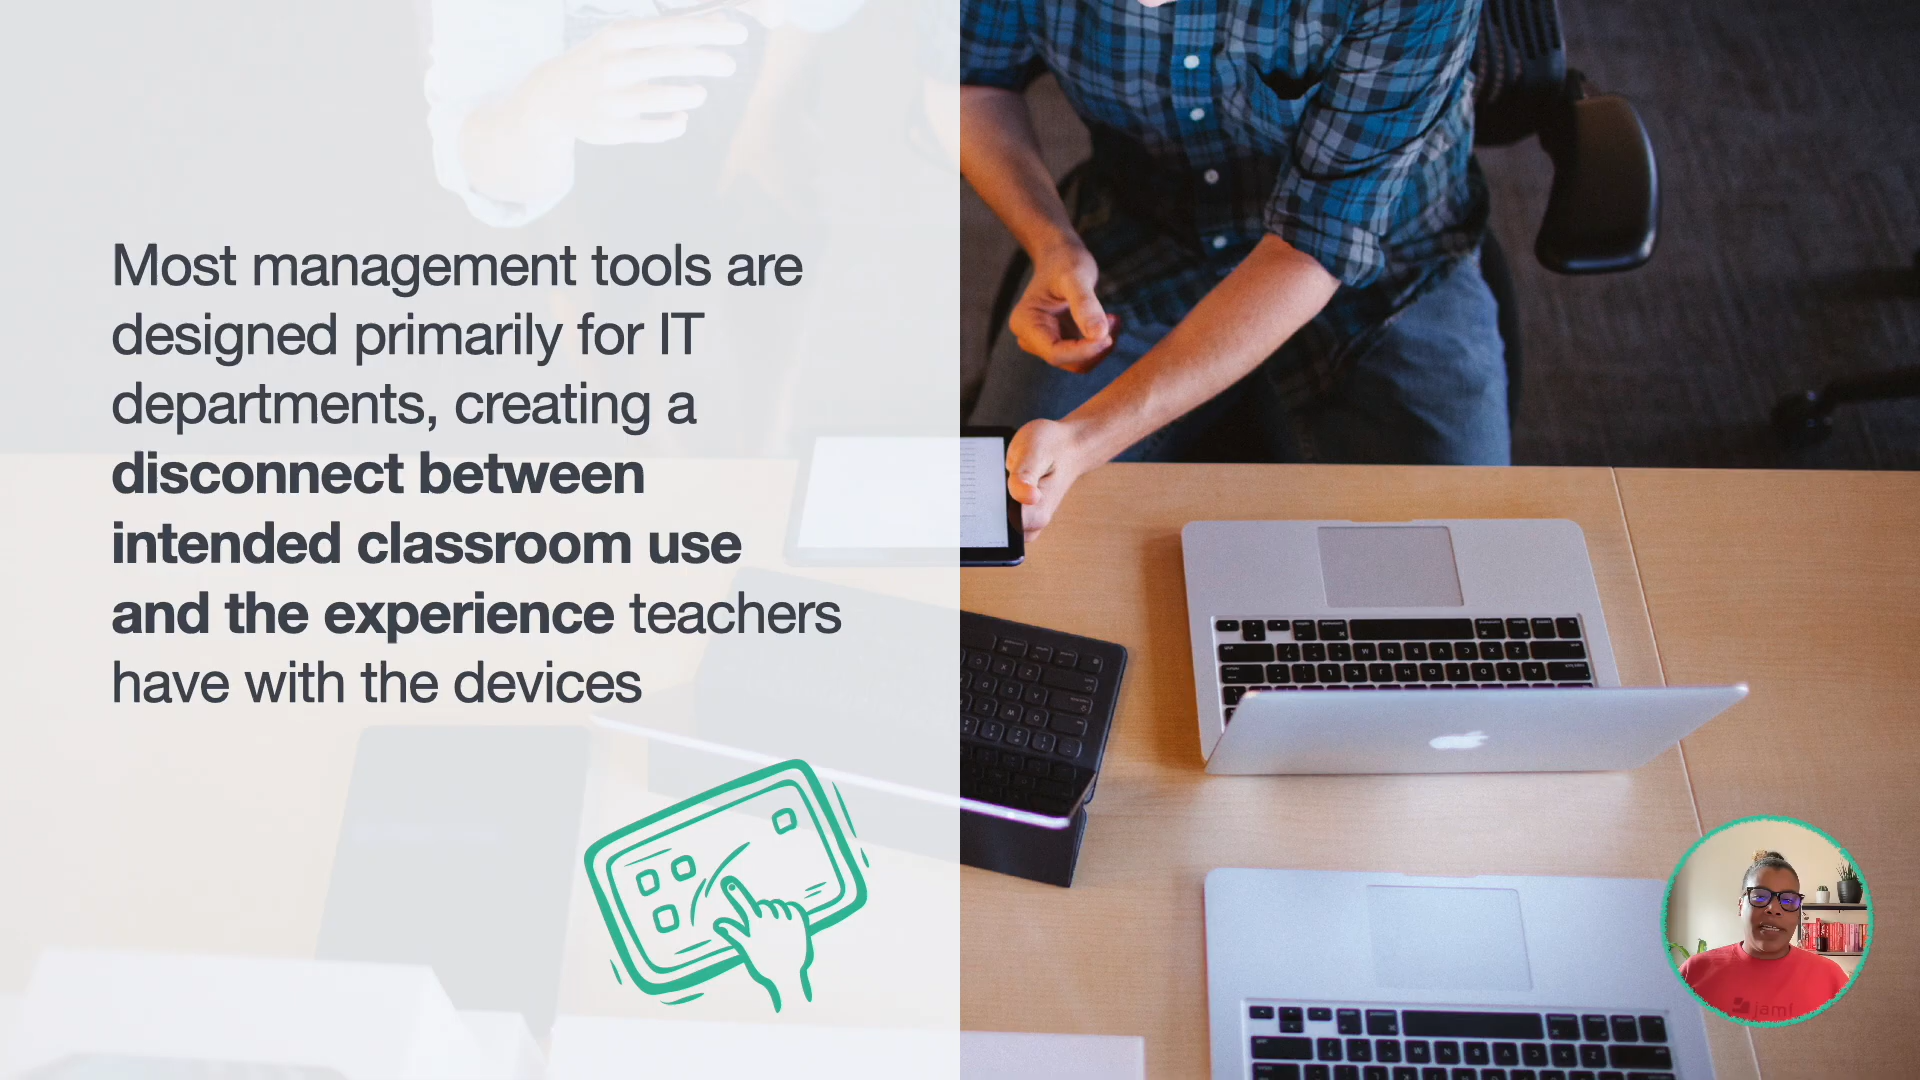 Most management tools are
designed primarily for IT
departments, creating a
disconnect between
intended classroom use
and the experience teachers
have with the devices
jamf